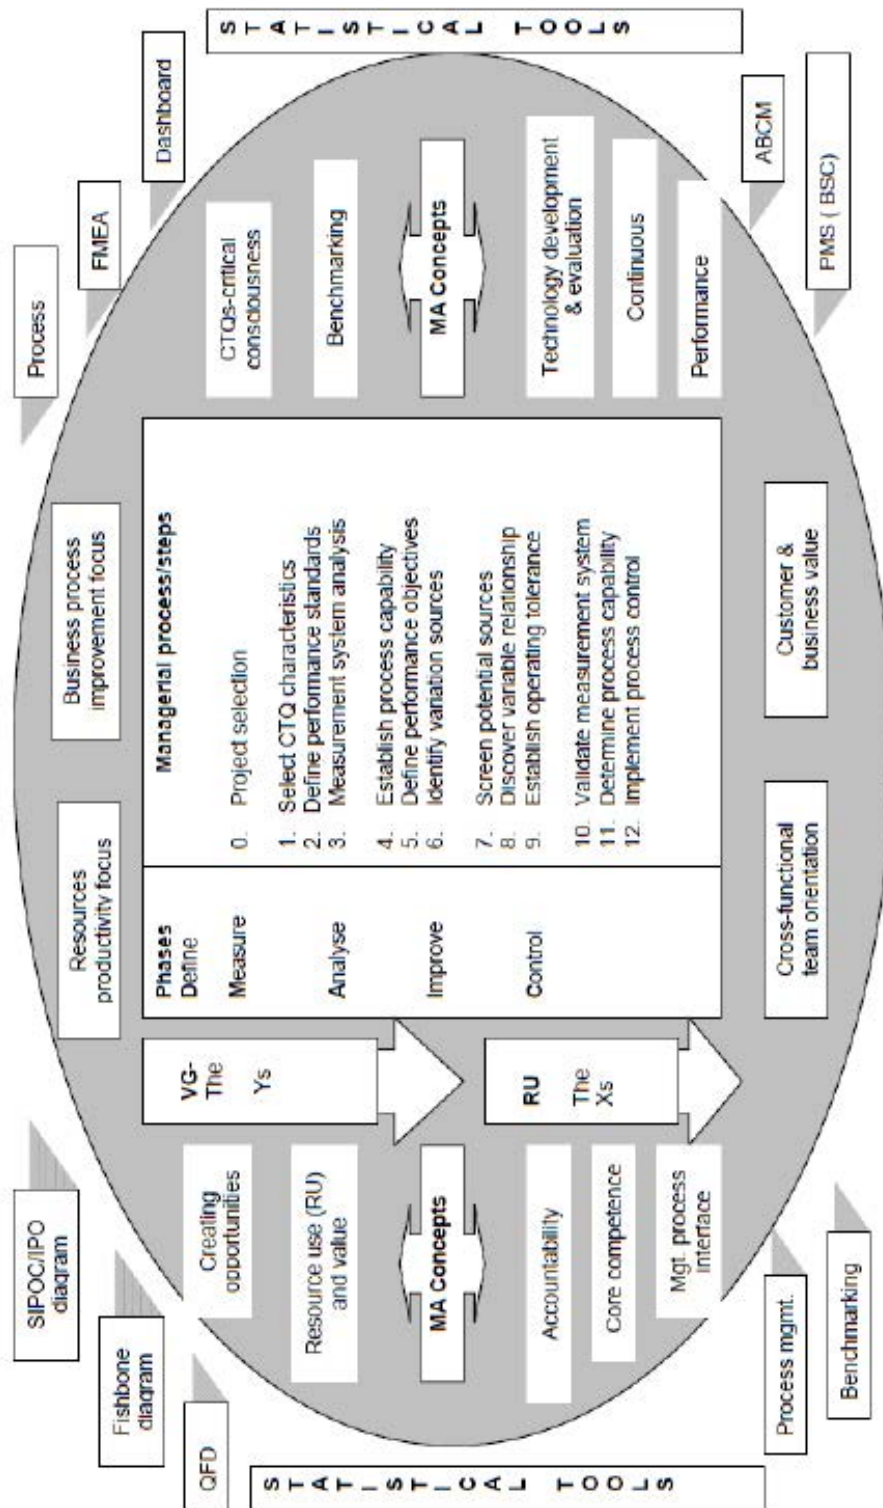 SIPOC/IPO
diagram
Fishbone
diagram
QFD
Process
FMEA
Dashboard
STATISTICAL TOOLS
Resources
productivity focus
Business process
improvement focus
Creating
opportunities
Resource use (RU)
and value
MA Concepts
Accountability
Core competence
Mgt. process
interface
VG-
The
Ys
RU
The
Xs
Phases
Define
Measure
Analyse
Improve
Control
Managerial process/steps
0. Project selection
1. Select CTQ characteristics
2. Define performance standards
3. Measurement system analysis
4. Establish process capability
5. Define performance objectives
6. Identify variation sources
7. Screen potential sources
8. Discover variable relationship
9. Establish operating tolerance
10. Validate measurement system
11. Determine process capability
12. Implement process control
CTQs-critical
consciousness
Benchmarking
MA Concepts
Technology development
& evaluation
Continuous
Performance
STATISTICAL TOOLS
Cross-functional
team orientation
Customer &
business value
Process mgmt.
Benchmarking
ABCM
PMS ( BSC)